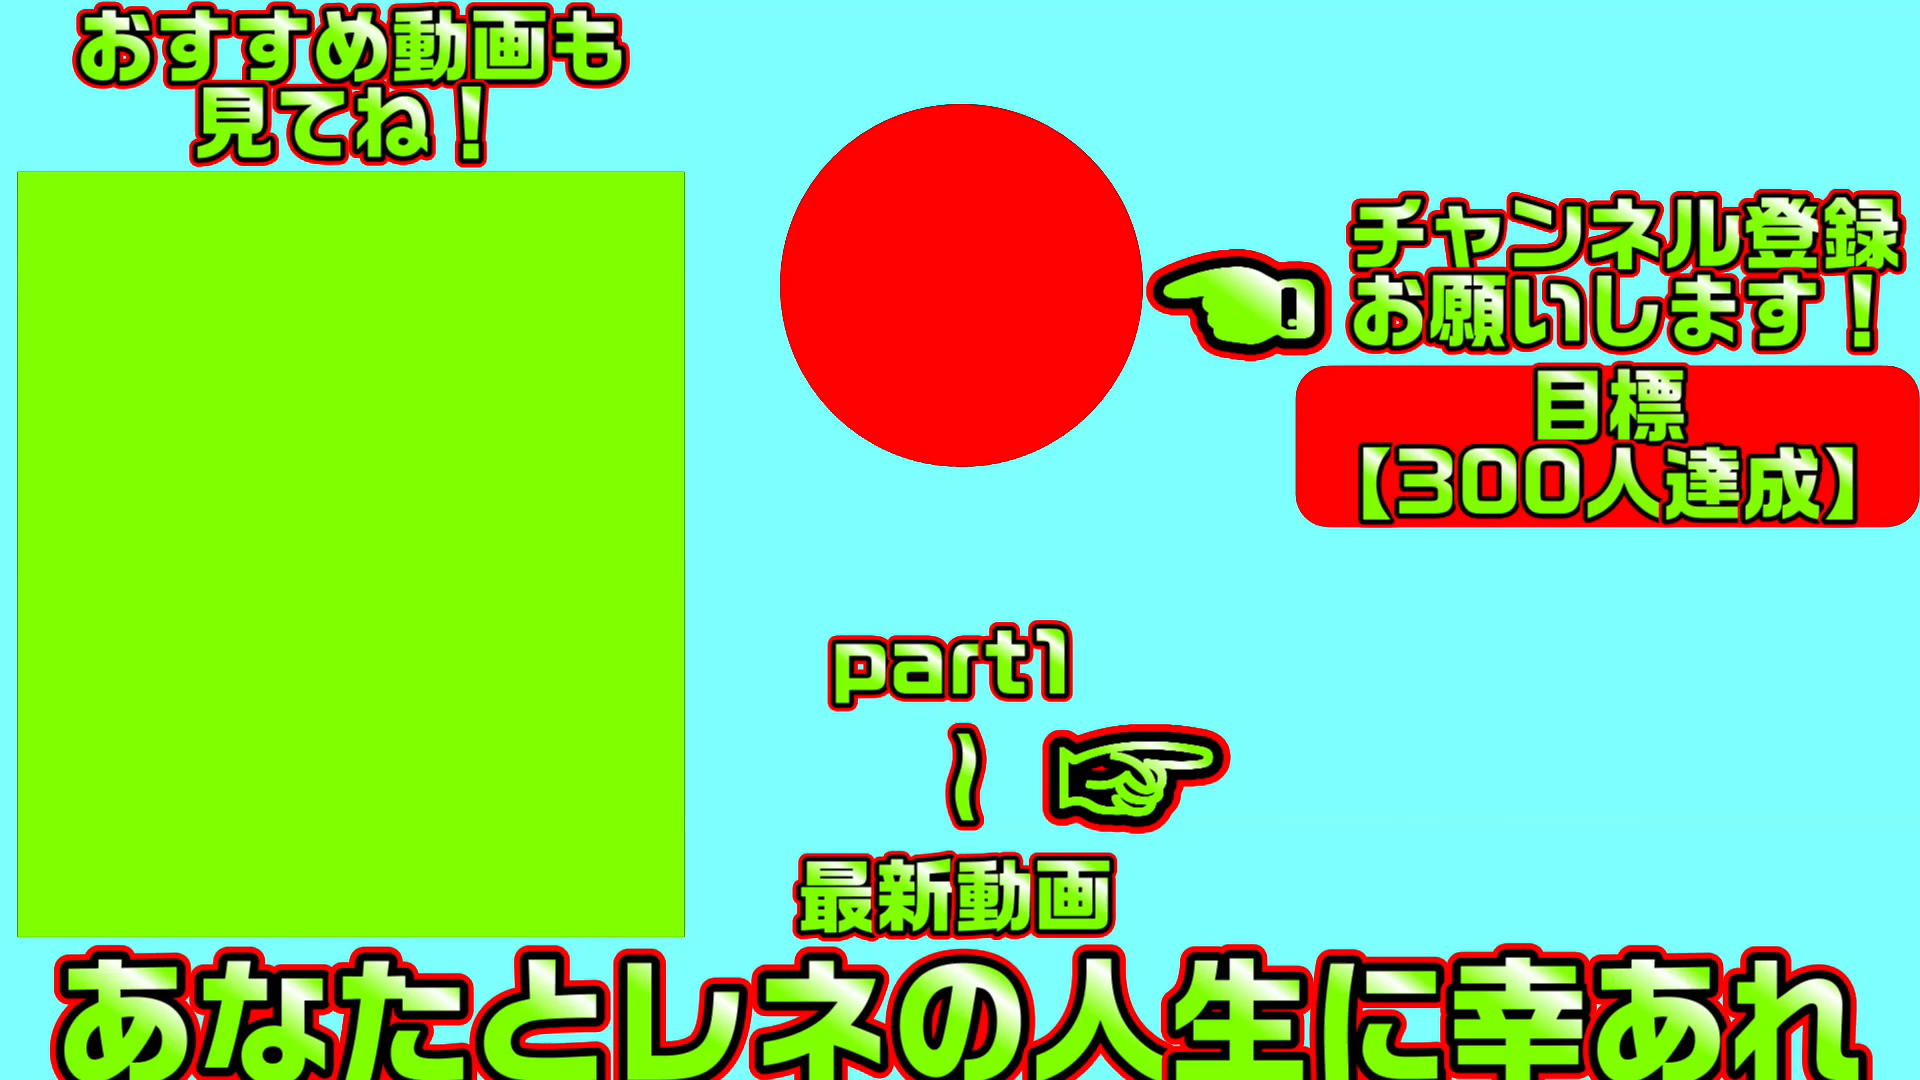 おすすめ動画も
見てね！
チャンネル登録
お願いします！
目標
【300人達成】
part1
～
最新動画
あなたとレネの人生に幸あれ